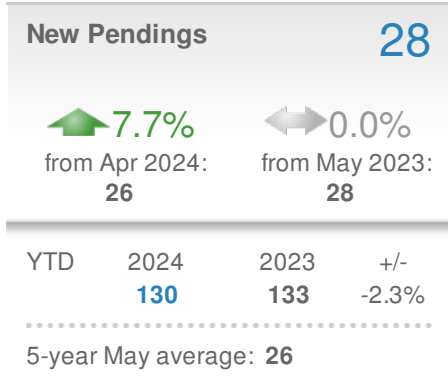 New Pendings 28
7.7% 0.0%
from Apr 2024: from May 2023:
26 28
YTD 2024 2023 +/-
130 133 -2.3%
5-year May average: 26